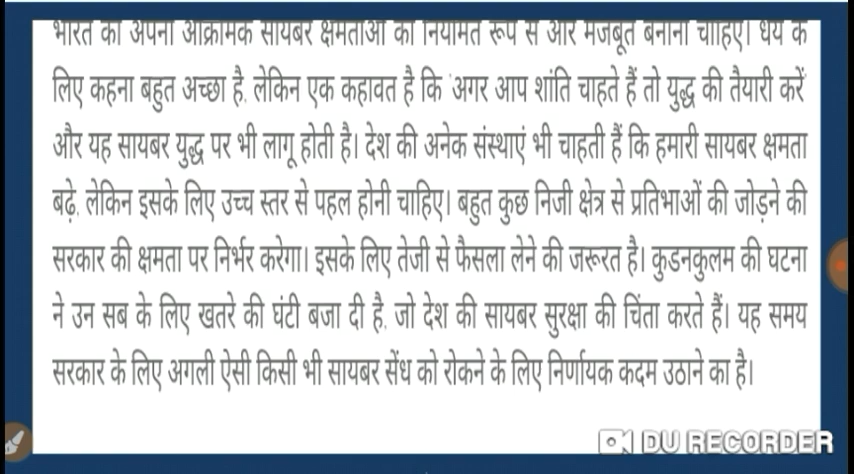 भारत को अपनी आक्रामक सायबर क्षमताओं को नियमित रूप से और मजबूत बनाना चाहिए। धैर्य के
लिए कहना बहुत अच्छा है, लेकिन एक कहावत है कि 'अगर आप शांति चाहते हैं तो युद्ध की तैयारी करें'
और यह सायबर युद्ध पर भी लागू होती है। देश की अनेक संस्थाएं भी चाहती हैं कि हमारी सायबर क्षमता
बढ़े, लेकिन इसके लिए उच्च स्तर से पहल होनी चाहिए। बहुत कुछ निजी क्षेत्र से प्रतिभाओं की जोड़ने की
सरकार की क्षमता पर निर्भर करेगा। इसके लिए तेजी से फैसला लेने की जरूरत है। कुडनकुलम की घटना
ने उन सब के लिए खतरे की घंटी बजा दी है, जो देश की सायबर सुरक्षा की चिंता करते हैं। यह समय
सरकार के लिए अगली ऐसी किसी भी सायबर सेंध को रोकने के लिए निर्णायक कदम उठाने का है।
DU RECORDER